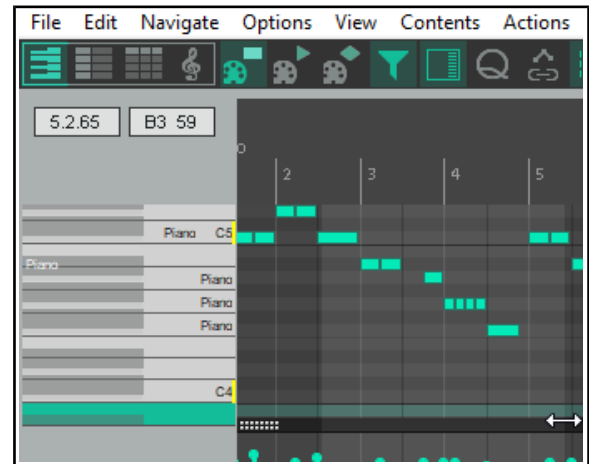 File Edit Navigate Options View Contents Actions
5.2.65 B3 59
2 3 4 5
Piano C5
Piano
Piano
Piano
Piano
C4